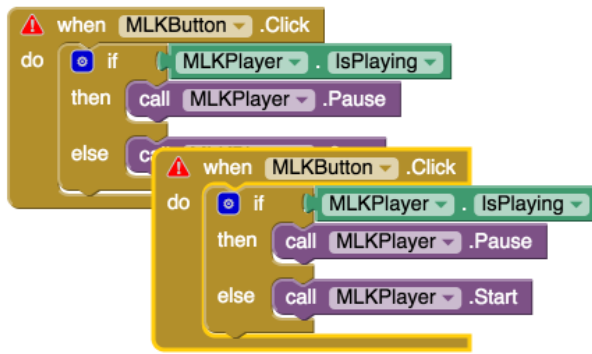 when MLKButton .Click
do if MLKPlayer . IsPlaying
then call MLKPlayer .Pause
else
when MLKButton .Click
do if MLKPlayer . IsPlaying
then call MLKPlayer .Pause
else call MLKPlayer .Start